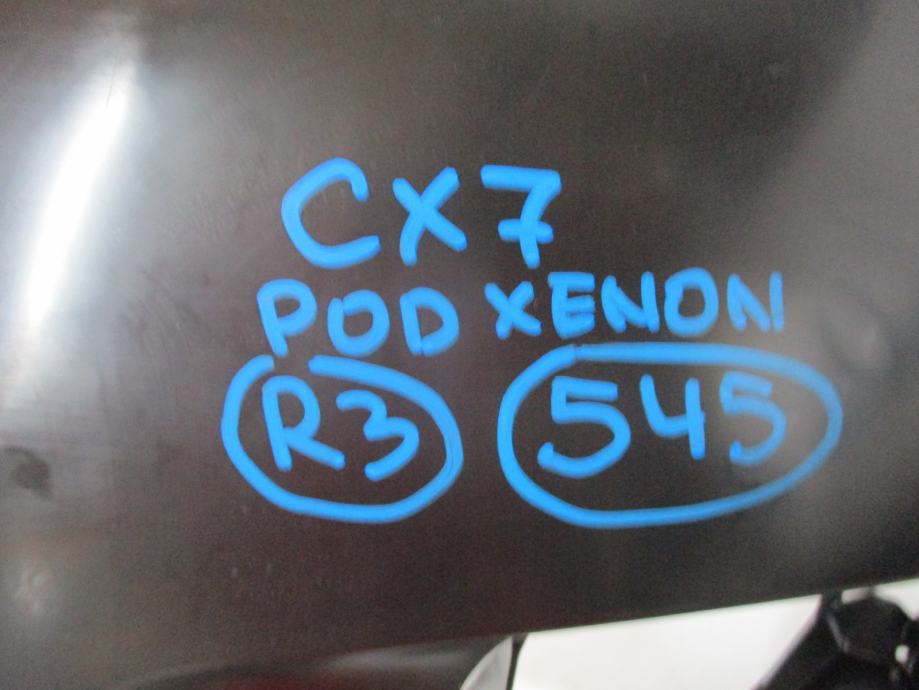 CX7
POD XENON
R3 545